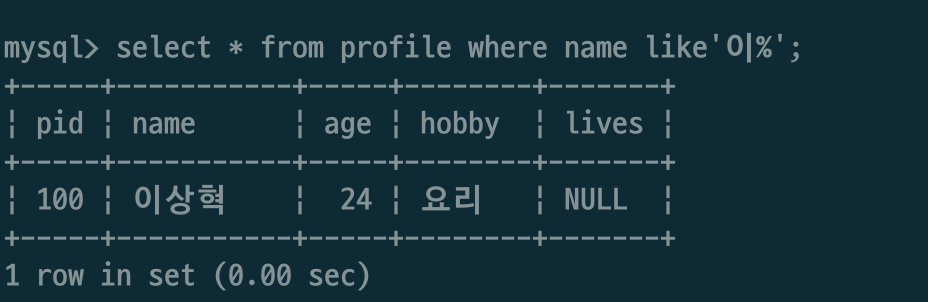 mysql> select * from profile where name like'이%';
+-----+-----------+-----+--------+-------+
| pid | name      | age | hobby  | lives |
+-----+-----------+-----+--------+-------+
| 100 | 이상혁    |  24 | 요리   | NULL  |
+-----+-----------+-----+--------+-------+
1 row in set (0.00 sec)